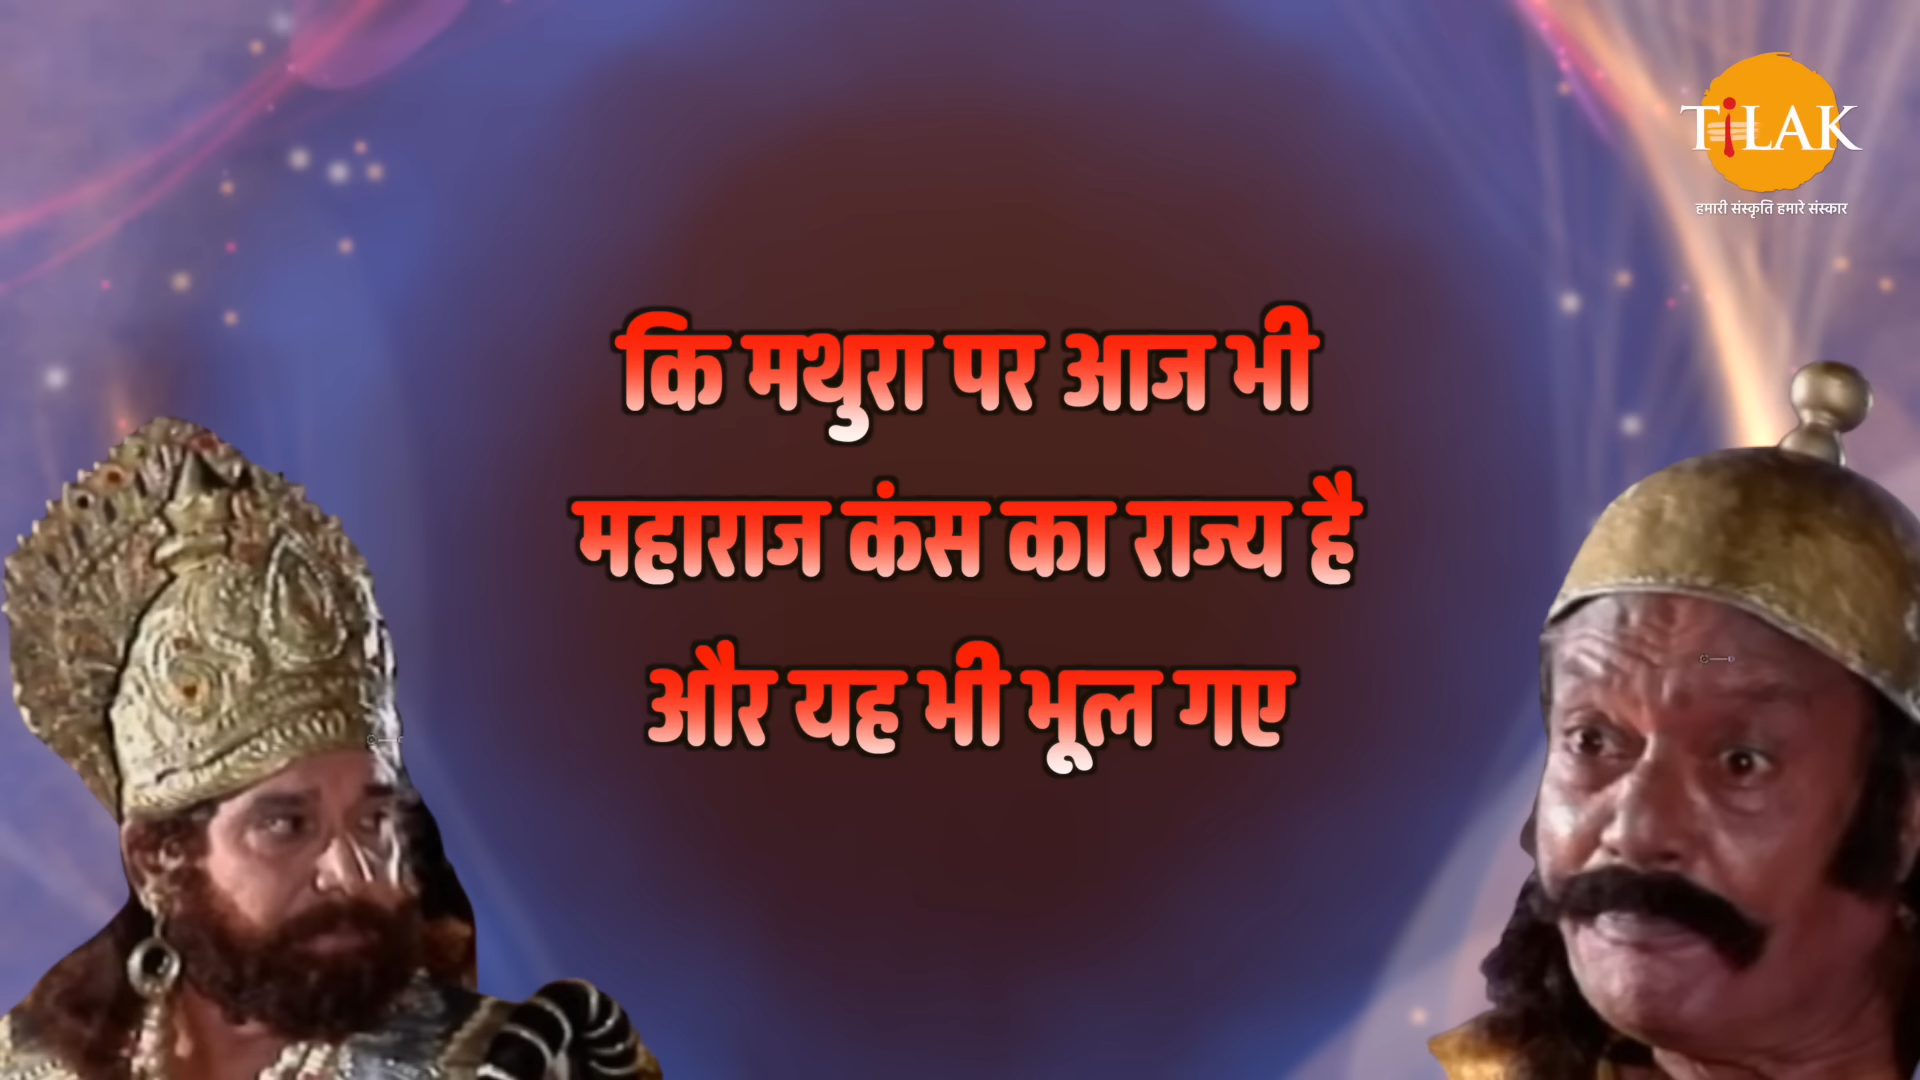 TiLAK
हमारी संस्कृति हमारे संस्कार
कि मथुरा पर आज भी
महाराज कंस का राज्य है
और यह भी भूल गए